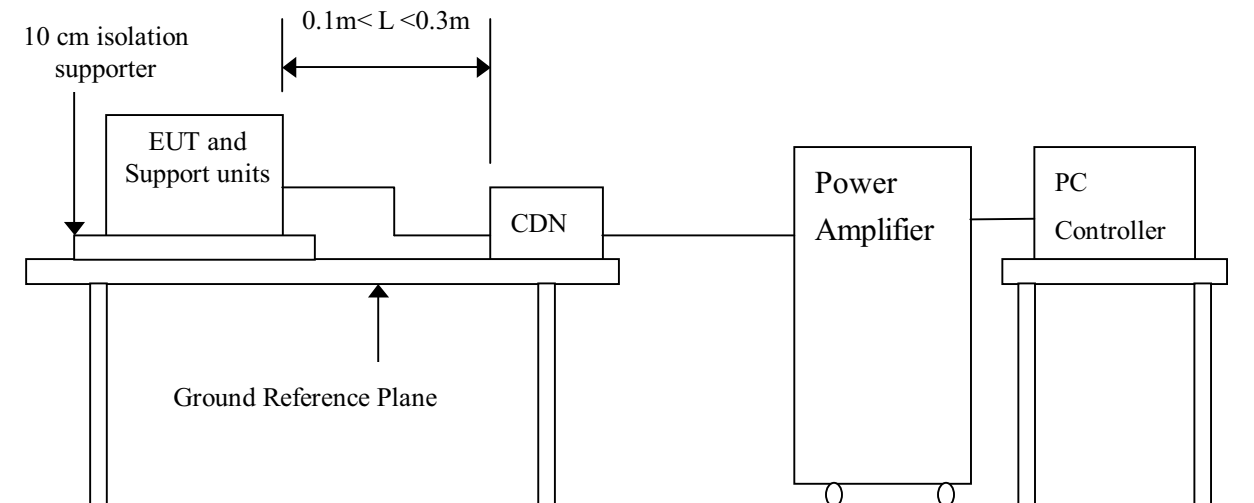 0.1m< L <0.3m
10 cm isolation
supporter
EUT and
Support units
CDN
Power
Amplifier
PC
Controller
Ground Reference Plane